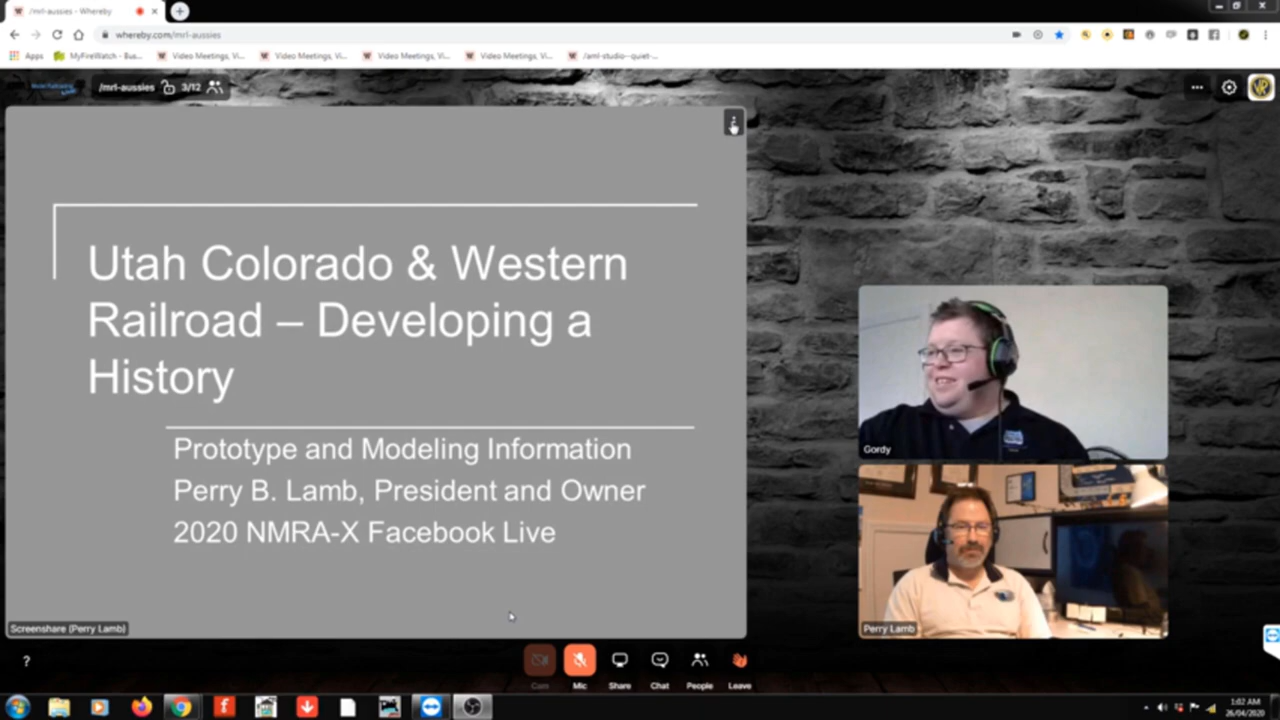 /mrl-aussies - Whereby
whereby.com/mrl-aussies
Apps
MyFireWatch - Bus...
Video Meetings, Vi...
Video Meetings, Vi...
Video Meetings, Vi...
Video Meetings, Vi...
/aml-studio--quiet-...
/mrl-aussies
3/12
Utah Colorado & Western
Railroad – Developing a
History
Prototype and Modeling Information
Perry B. Lamb, President and Owner
2020 NMRA-X Facebook Live
Screenshare (Perry Lamb)
Gordy
Perry Lamb
?
Cam
Mic
Share
Chat
People
Leave
1:02 AM
26/04/2020